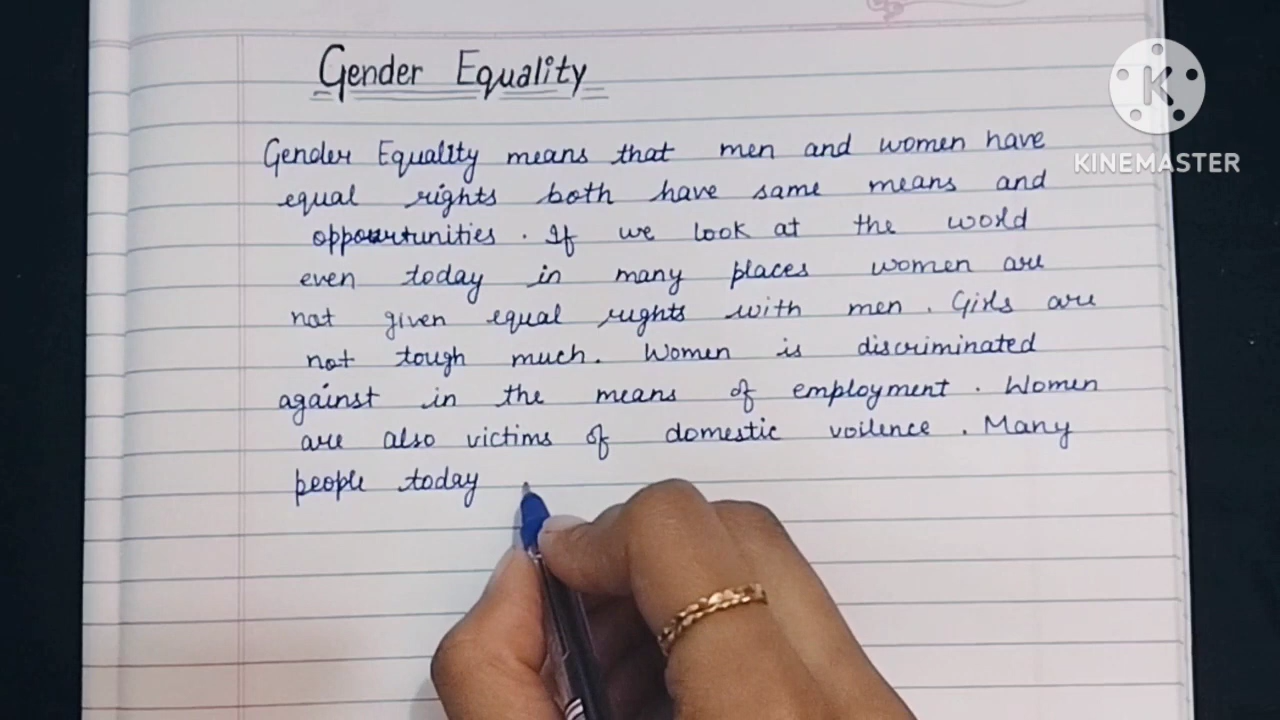 Gender Equality
K
KINEMASTER
Gender Equality means that men and women have
equal rights both have same means and
oppourtunities . If we look at the world
even today in many places women are
not given equal rights with men . Girls are
not tough much. Women is discriminated
against in the means of employment . Women
are also victims of domestic voilence . Many
people today